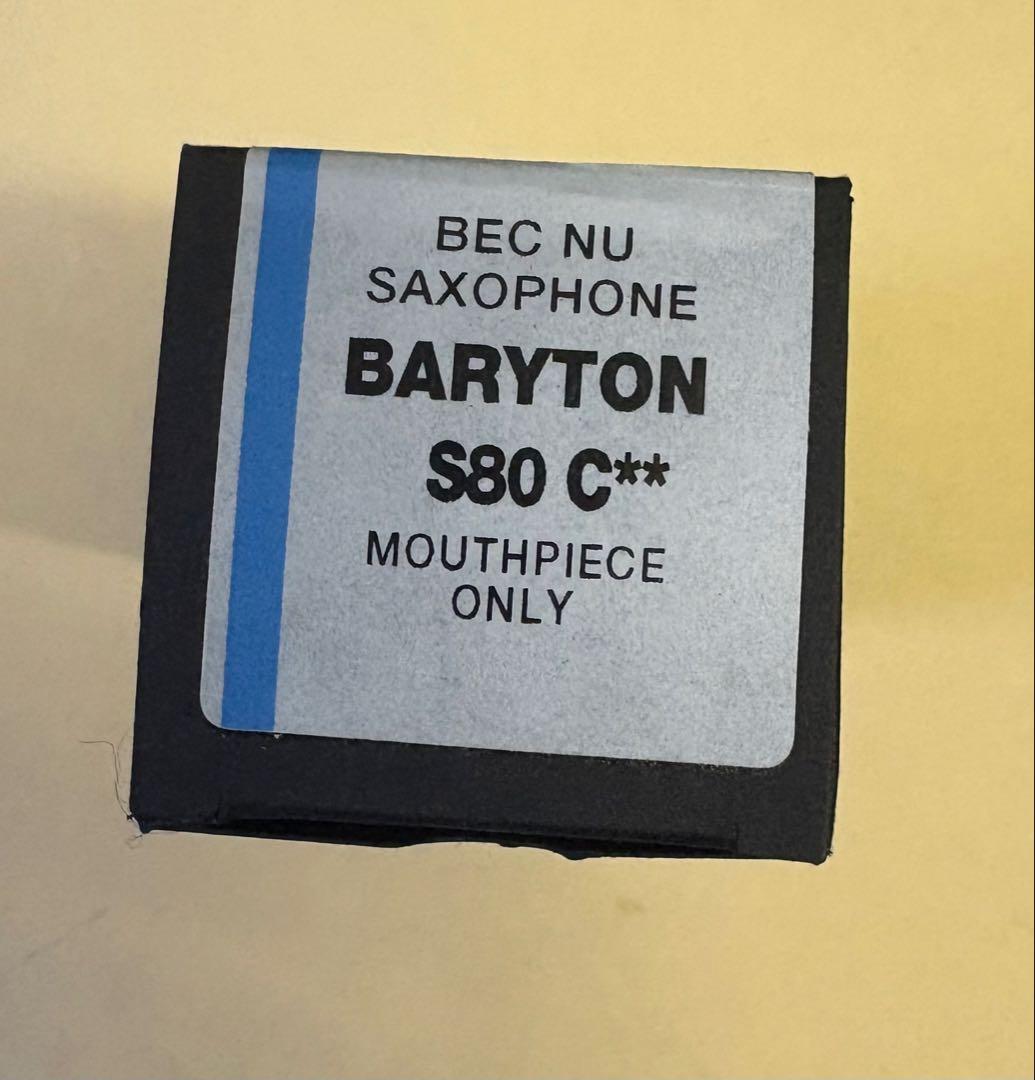 BEC NU
SAXOPHONE
BARYTON
S80 C**
MOUTHPIECE
ONLY